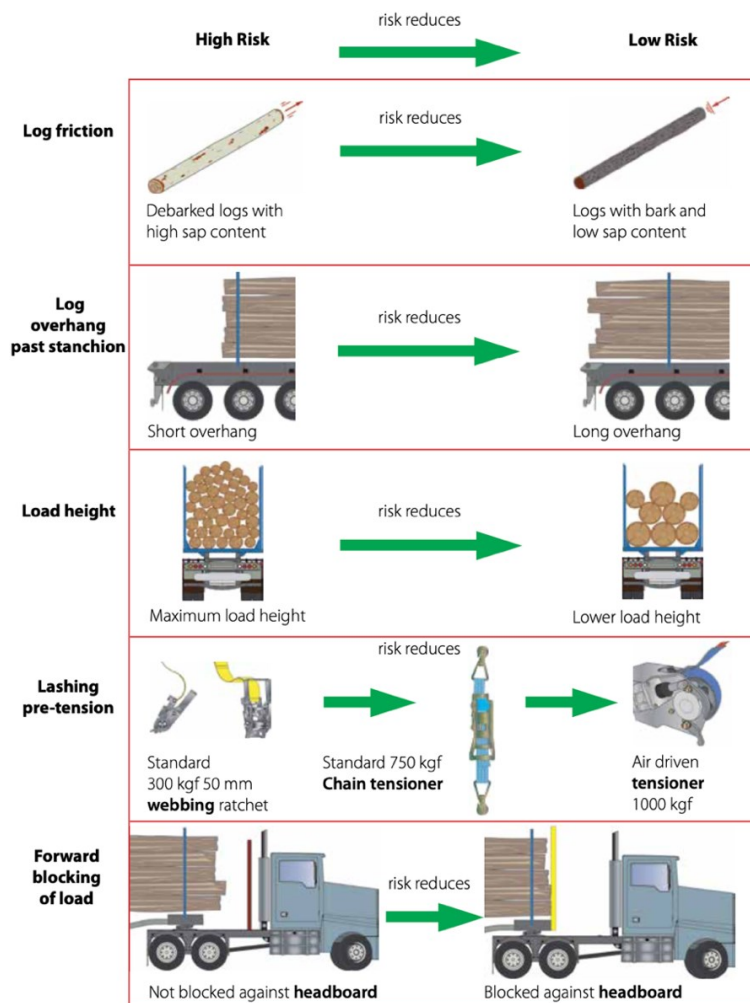 High Risk
risk reduces
Low Risk
Log friction
risk reduces
Debarked logs with
high sap content
Logs with bark and
low sap content
Log
overhang
past stanchion
risk reduces
Short overhang
Long overhang
Load height
risk reduces
Maximum load height
Lower load height
Lashing
pre-tension
risk reduces
Standard
300 kgf 50 mm
webbing ratchet
Standard 750 kgf
Chain tensioner
Air driven
tensioner
1000 kgf
Forward
blocking
of load
risk reduces
Not blocked against headboard
Blocked against headboard